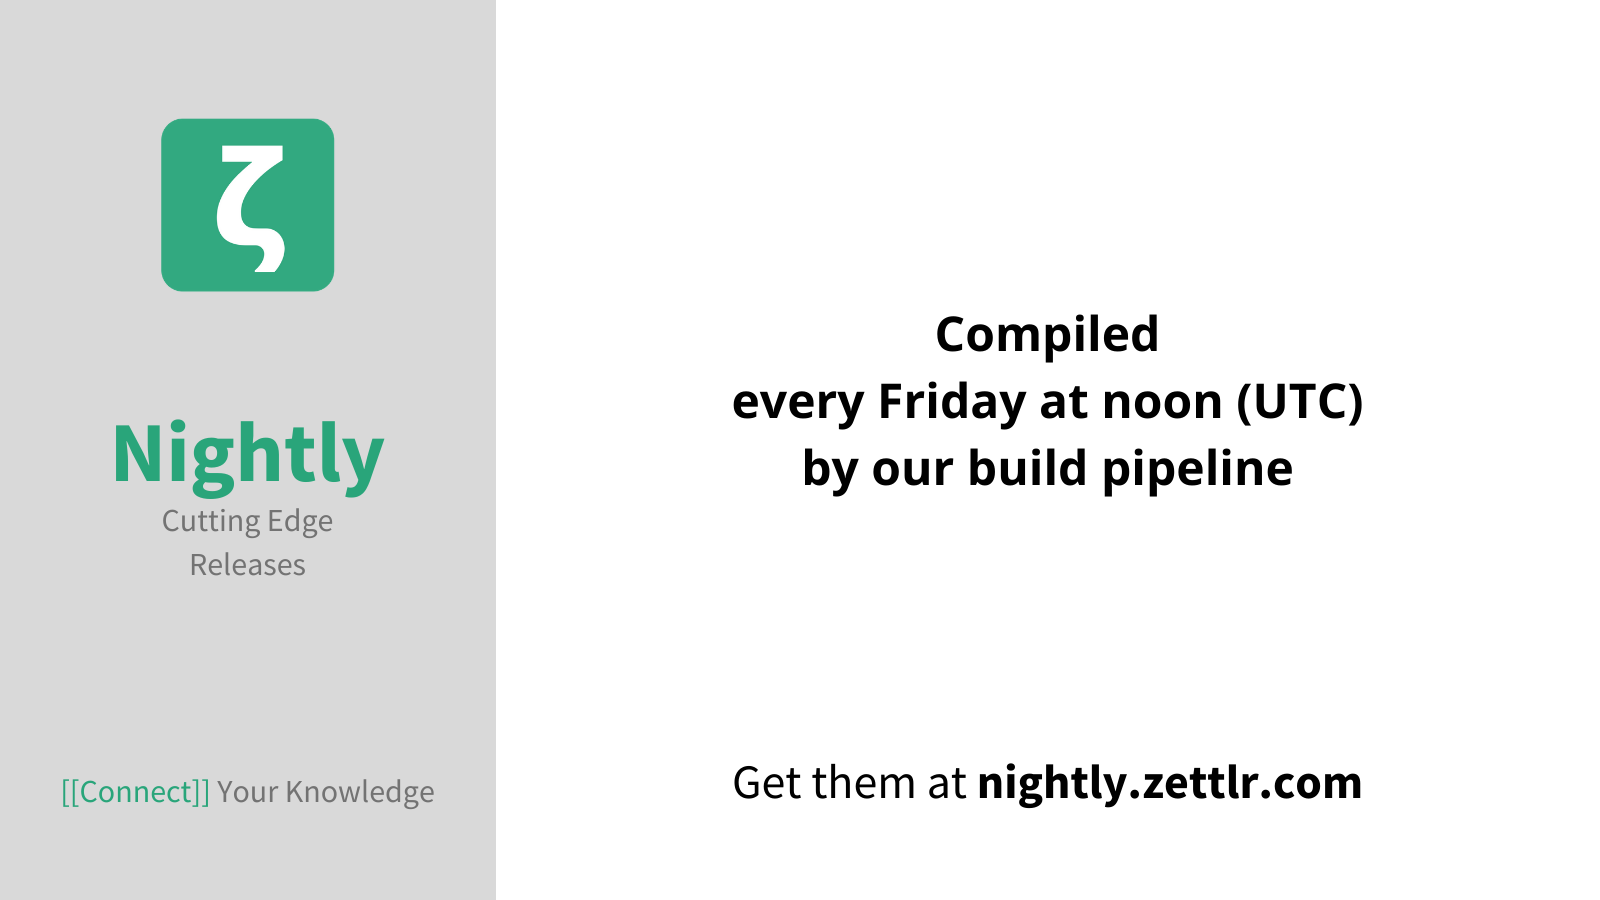 ζ
Nightly
Cutting Edge
Releases
[[Connect]] Your Knowledge
Compiled
every Friday at noon (UTC)
by our build pipeline
Get them at nightly.zettlr.com